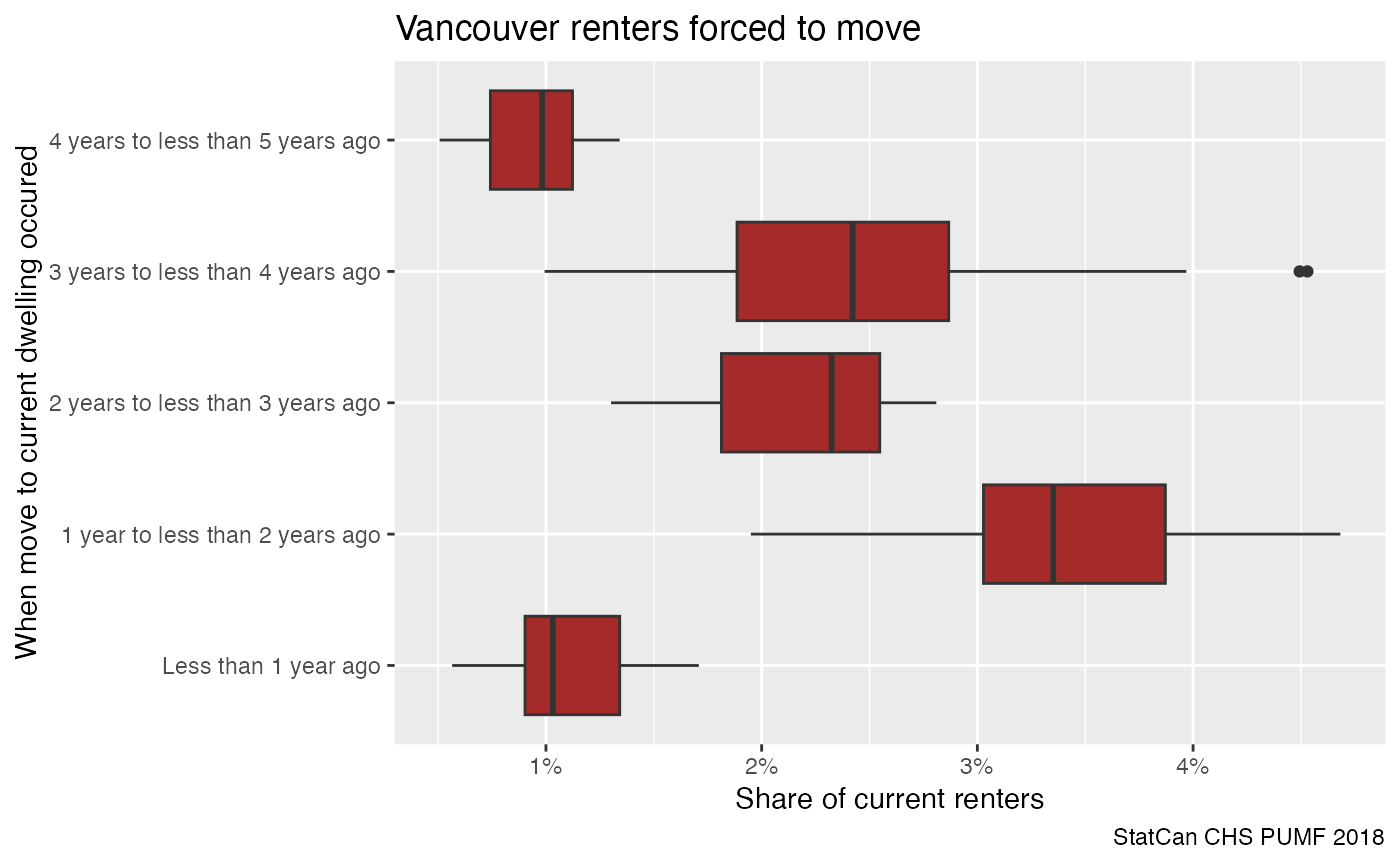 Vancouver renters forced to move
When move to current dwelling occured
4 years to less than 5 years ago
3 years to less than 4 years ago
2 years to less than 3 years ago
1 year to less than 2 years ago
Less than 1 year ago
1% 2% 3% 4%
Share of current renters
StatCan CHS PUMF 2018